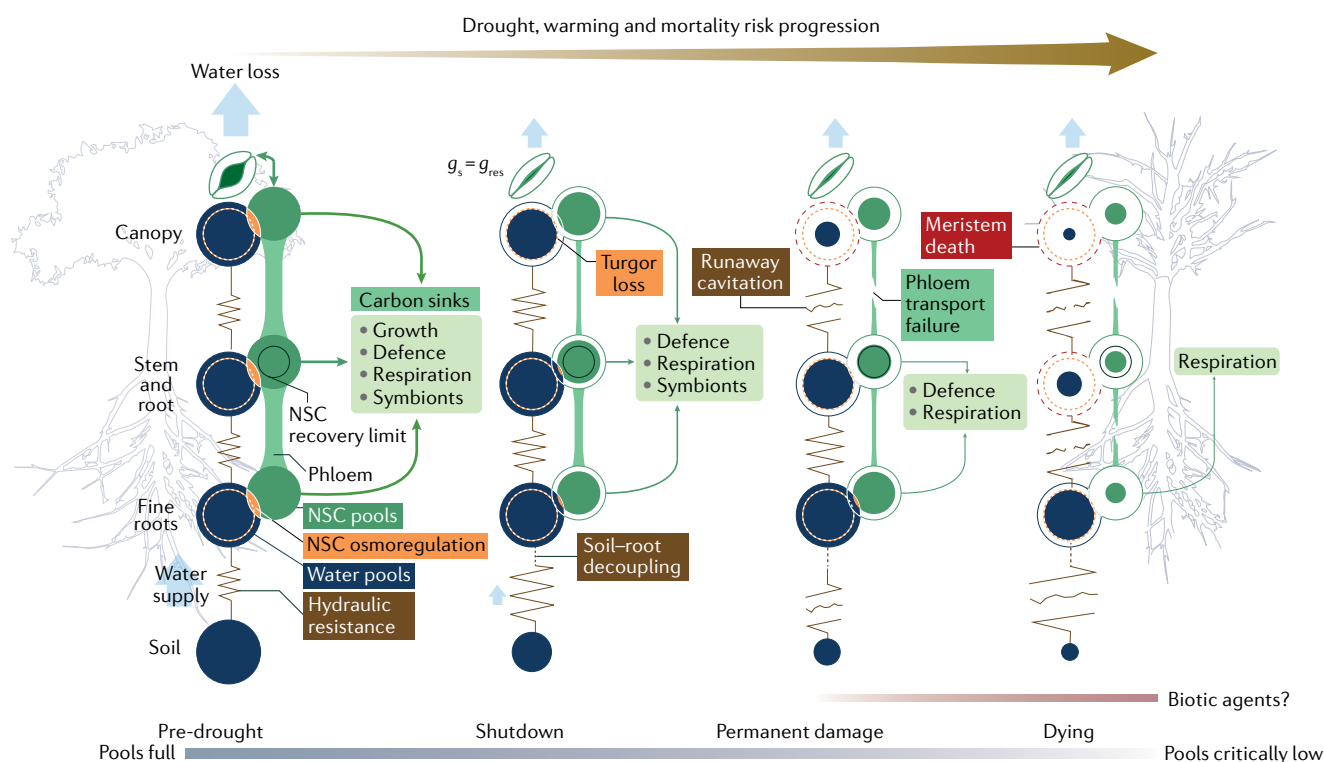 Drought, warming and mortality risk progression
Water loss
gs = gres
Canopy
Turgor
loss
Runaway
cavitation
Meristem
death
Phloem
transport
failure
Carbon sinks
• Growth
• Defence
• Respiration
• Symbionts
• Defence
• Respiration
• Symbionts
• Defence
• Respiration
Respiration
Stem
and
root
NSC
recovery limit
Phloem
Fine
roots
NSC pools
NSC osmoregulation
Water pools
Hydraulic
resistance
Soil–root
decoupling
Water
supply
Soil
Biotic agents?
Pre-drought
Shutdown
Permanent damage
Dying
Pools full
Pools critically low